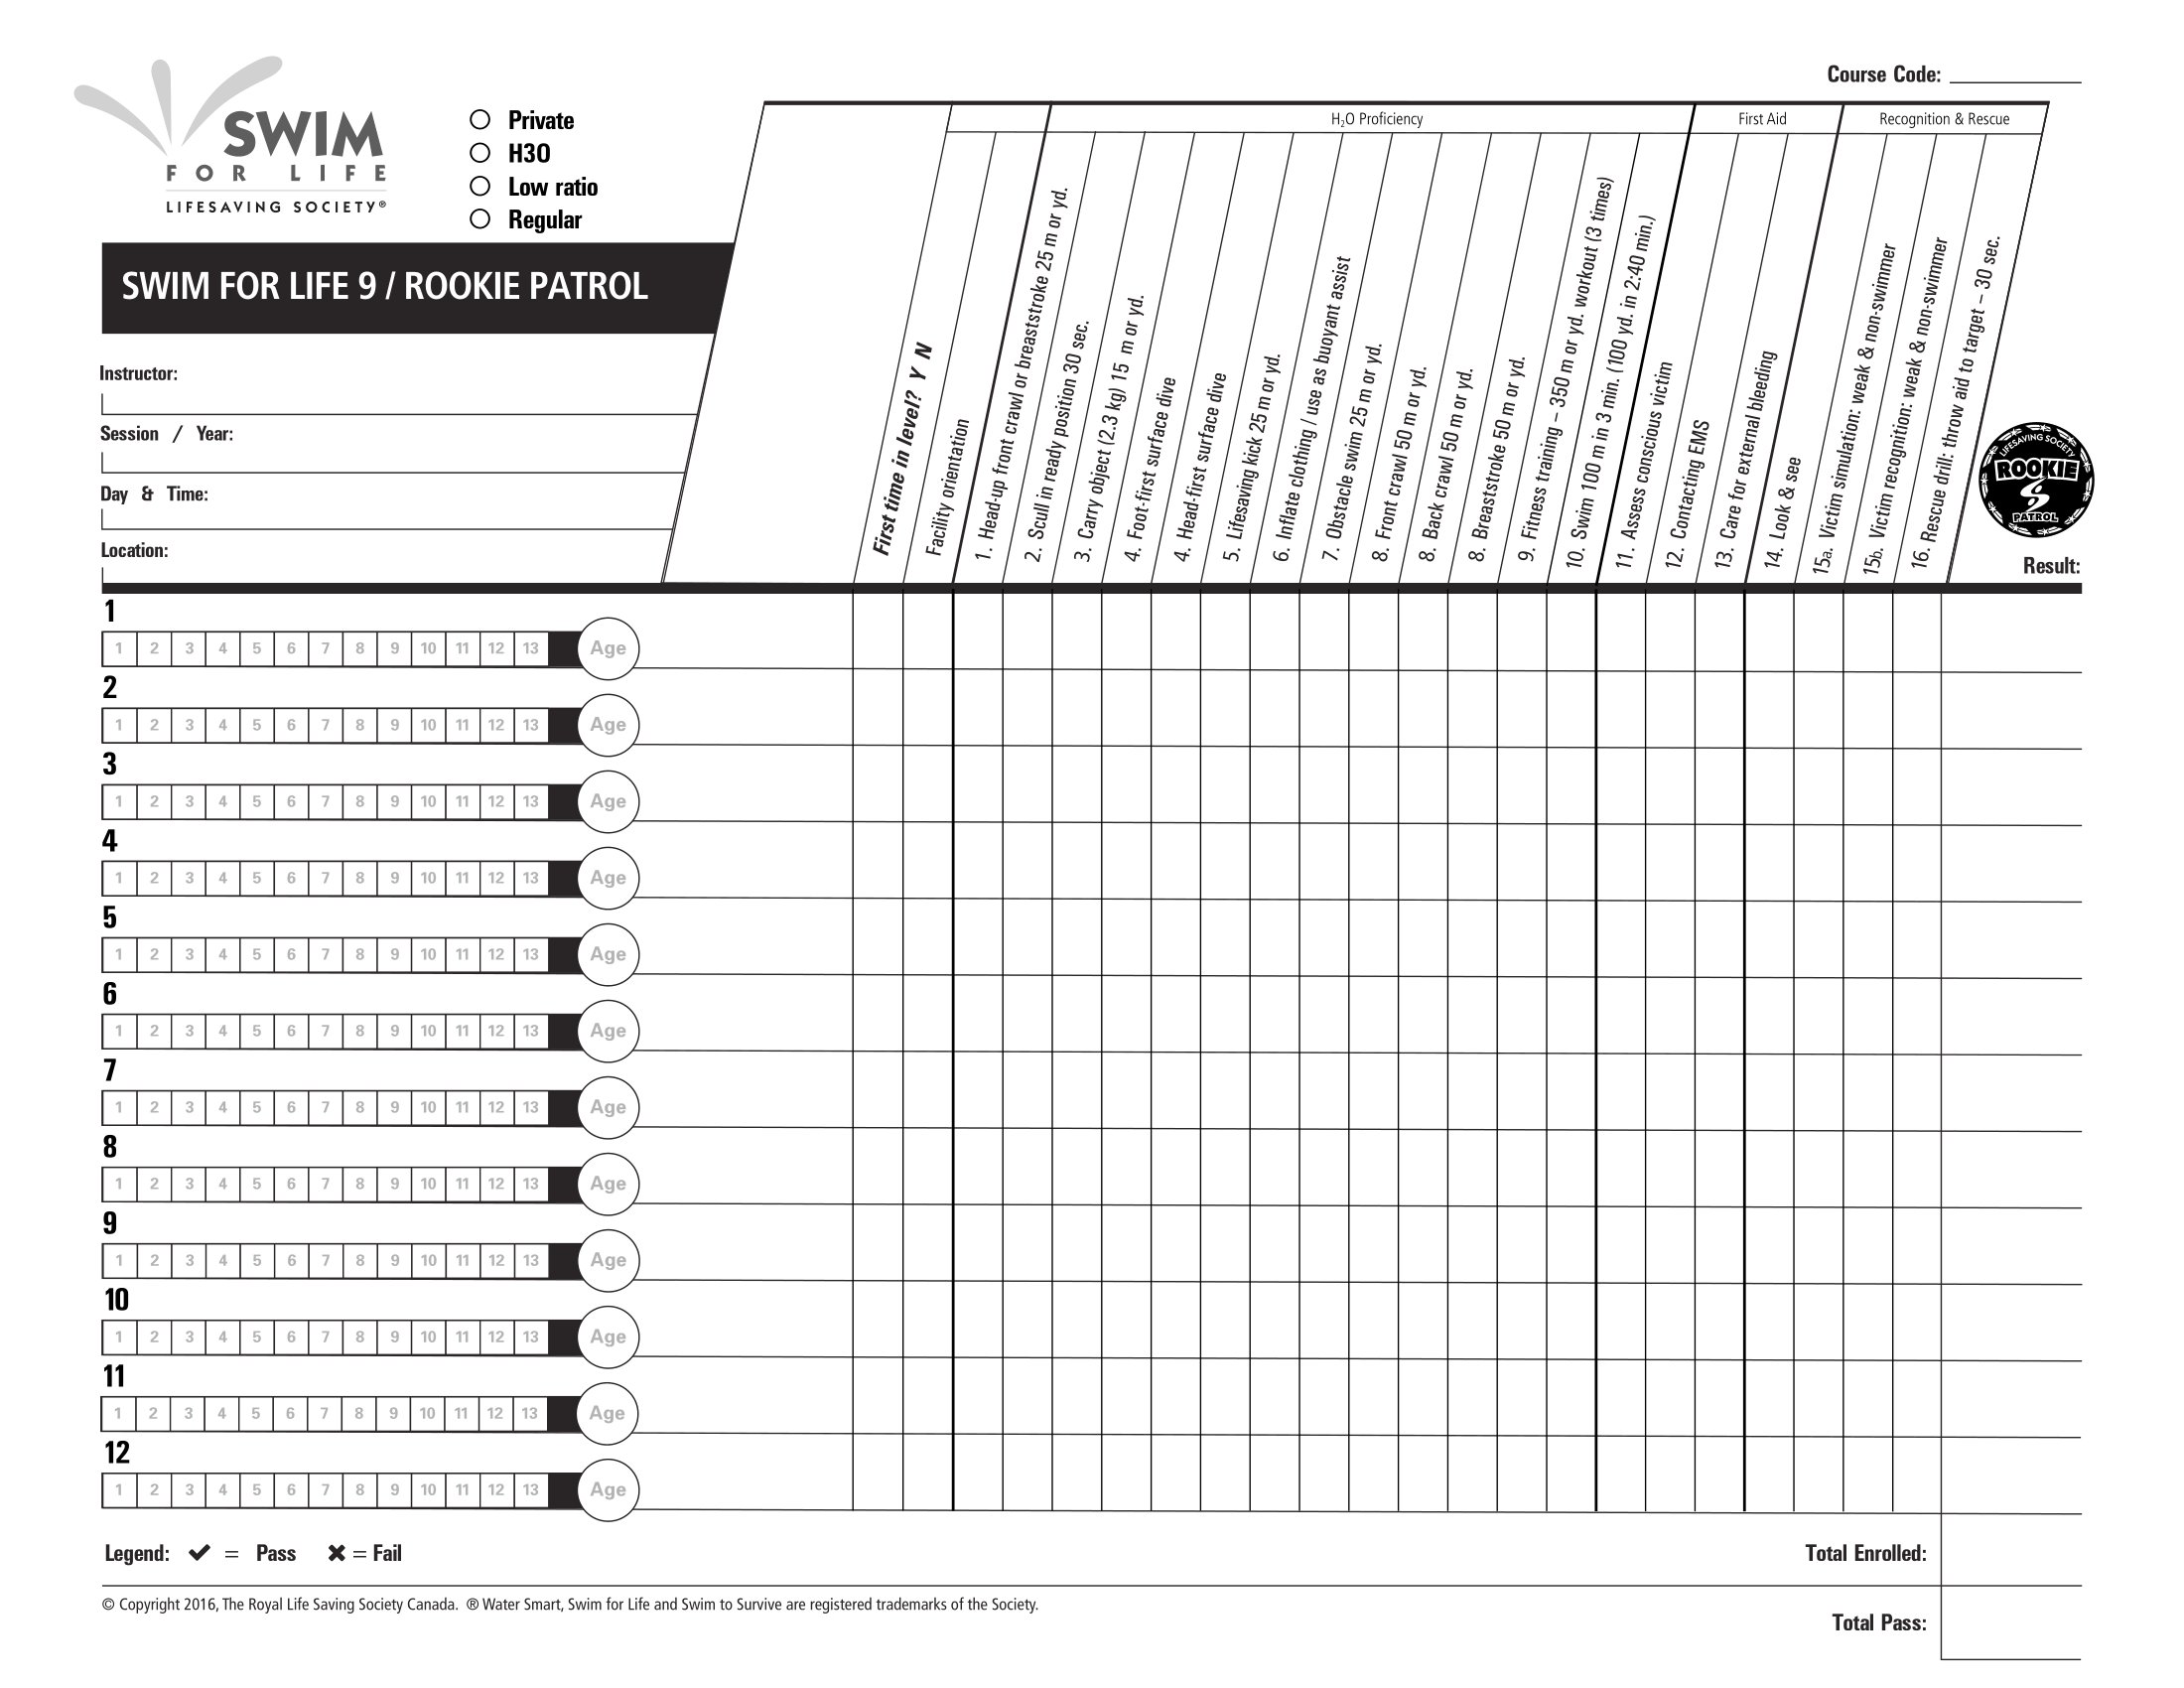 Course Code:
SWIM
FOR LIFE
LIFESAVING SOCIETY®
Private
H3O
Low ratio
Regular
SWIM FOR LIFE 9 / ROOKIE PATROL
Instructor:
Session / Year:
Day & Time:
Location:
H₂O Proficiency
First Aid
Recognition & Rescue
First time in level? Y N
Facility orientation
1. Head-up front crawl or breaststroke 25 m or yd.
2. Scull in ready position 30 sec.
3. Carry object (2.3 kg) 15 m or yd.
4. Foot-first surface dive
4. Head-first surface dive
5. Lifesaving kick 25 m or yd.
6. Inflate clothing / use as buoyant assist
7. Obstacle swim 25 m or yd.
8. Front crawl 50 m or yd.
8. Back crawl 50 m or yd.
8. Breaststroke 50 m or yd.
9. Fitness training – 350 m or yd. workout (3 times)
10. Swim 100 m in 3 min. (100 yd. in 2:40 min.)
11. Assess conscious victim
12. Contacting EMS
13. Care for external bleeding
14. Look & see
15a. Victim simulation: weak & non-swimmer
15b. Victim recognition: weak & non-swimmer
16. Rescue drill: throw aid to target – 30 sec.
LIFESAVING SOCIETY
ROOKIE
PATROL
Result:
1
1 2 3 4 5 6 7 8 9 10 11 12 13 Age
2
1 2 3 4 5 6 7 8 9 10 11 12 13 Age
3
1 2 3 4 5 6 7 8 9 10 11 12 13 Age
4
1 2 3 4 5 6 7 8 9 10 11 12 13 Age
5
1 2 3 4 5 6 7 8 9 10 11 12 13 Age
6
1 2 3 4 5 6 7 8 9 10 11 12 13 Age
7
1 2 3 4 5 6 7 8 9 10 11 12 13 Age
8
1 2 3 4 5 6 7 8 9 10 11 12 13 Age
9
1 2 3 4 5 6 7 8 9 10 11 12 13 Age
10
1 2 3 4 5 6 7 8 9 10 11 12 13 Age
11
1 2 3 4 5 6 7 8 9 10 11 12 13 Age
12
1 2 3 4 5 6 7 8 9 10 11 12 13 Age
Legend: ✔ = Pass ✖ = Fail
Total Enrolled:
© Copyright 2016, The Royal Life Saving Society Canada. ® Water Smart, Swim for Life and Swim to Survive are registered trademarks of the Society.
Total Pass: